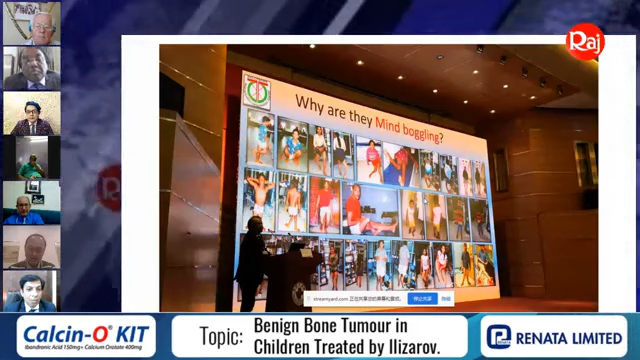 Raj
Why are they Mind boggling?
streamyard.com 正在共享您的屏幕和音频。
停止共享
隐藏
Calcin-O® KIT
Ibandronic Acid 150mg+ Calcium Orotate 400mg
Topic:
Benign Bone Tumour in
Children Treated by Ilizarov.
RENATA LIMITED